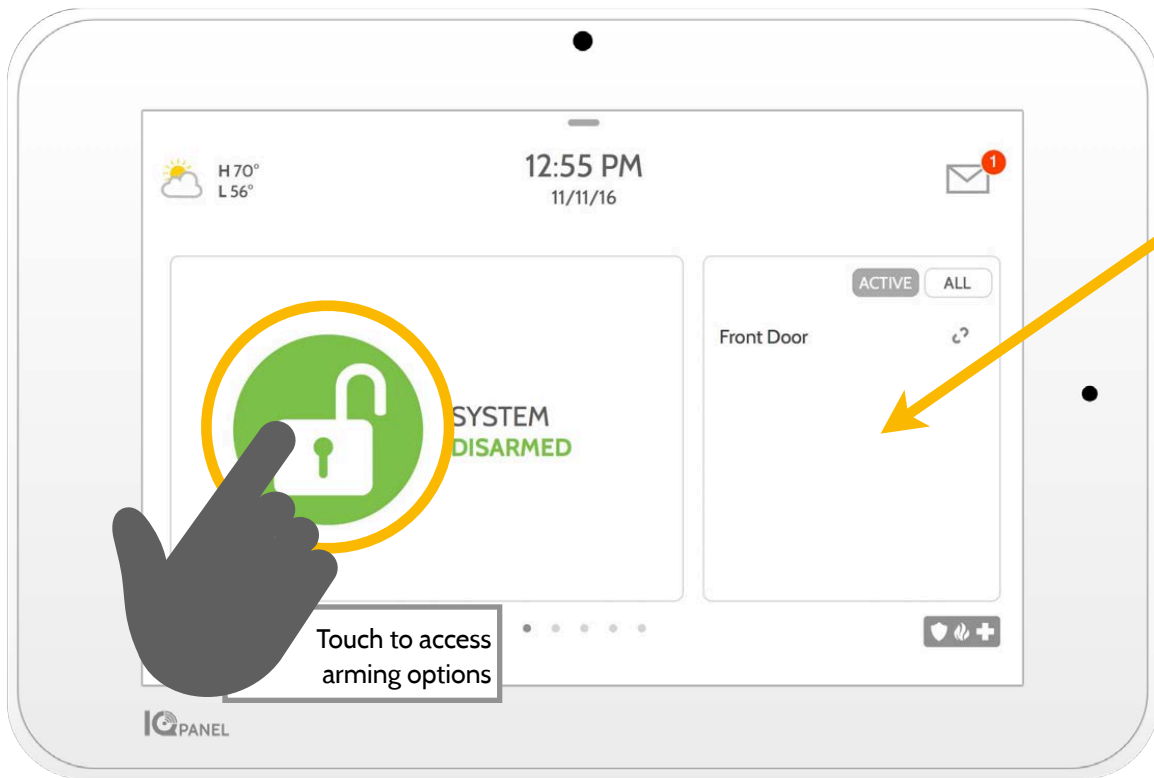 H 70°
L 56°
12:55 PM
11/11/16
1
ACTIVE
ALL
Front Door
SYSTEM
DISARMED
Touch to access
arming options
IQ PANEL